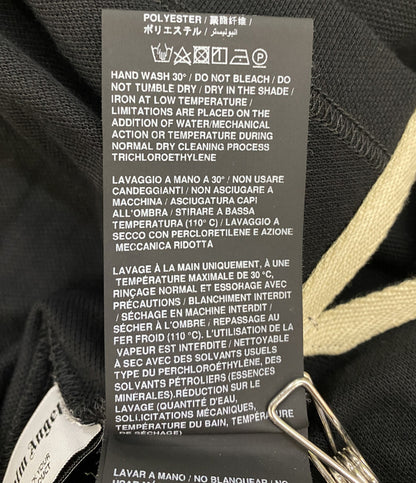 POLYESTER / 聚酯纤维 /
ポリエステル / البوليستر
HAND WASH 30° / DO NOT BLEACH / DO
NOT TUMBLE DRY / DRY IN THE SHADE /
IRON AT LOW TEMPERATURE /
LIMITATIONS ARE PLACED ON THE
ADDITION OF WATER/MECHANICAL
ACTION OR TEMPERATURE DURING
NORMAL DRY CLEANING PROCESS
TRICHLOROETHYLENE
LAVAGGIO A MANO A 30° / NON USARE
CANDEGGIANTI / NON ASCIUGARE A
MACCHINA / ASCIUGATURA CAPI
ALL'OMBRA / STIRARE A BASSA
TEMPERATURA (110° C) / LAVAGGIO A
SECCO CON PERCLORETILENE E AZIONE
MECCANICA RIDOTTA
LAVAGE À LA MAIN UNIQUEMENT, À UNE
TEMPÉRATURE MAXIMALE DE 30 °C,
RINÇAGE NORMAL ET ESSORAGE AVEC
PRÉCAUTIONS / BLANCHIMENT INTERDIT
/ SÉCHAGE EN MACHINE INTERDIT /
SÉCHER À L'OMBRE / REPASSAGE AU
FER FROID (110 °C). L'UTILISATION DE LA
VAPEUR EST INTERDITE / NETTOYABLE
À SEC AVEC DES SOLVANTS USUELS
TYPE DU PERCHLOROÉTHYLÈNE, DES
SOLVANTS PÉTROLIERS (ESSENCES
MINERALES).RÉDUCTION SUR LE
LAVAGE (QUANTITÉ D'EAU,
SOLLICITATIONS MÉCANIQUES DU
TEMPÉRATURE DU BAIN, TEMPÉRATURE
DE SÉCHAGE)
LAVAR A MANO / NO BLANQUEAR / NO
Angel